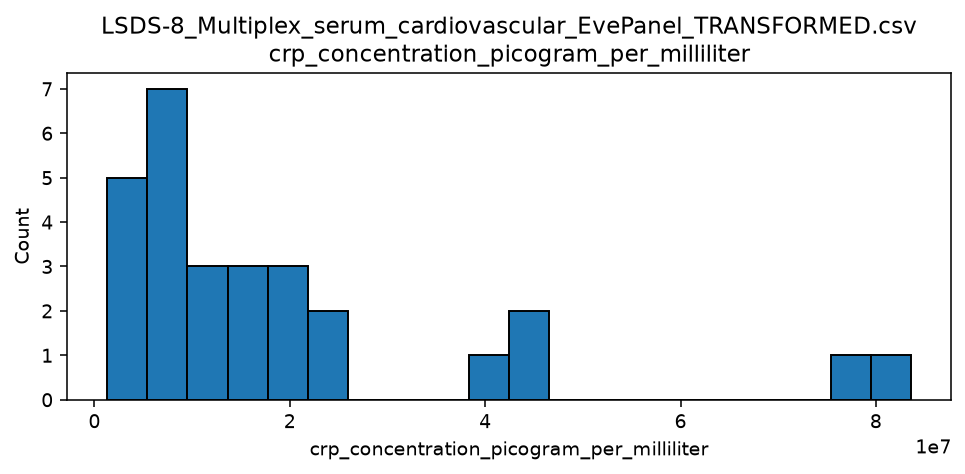 LSDS-8_Multiplex_serum_cardiovascular_EvePanel_TRANSFORMED.csv
crp_concentration_picogram_per_milliliter
7
6
5
4
3
2
1
0
Count
0 2 4 6 8
1e7
crp_concentration_picogram_per_milliliter